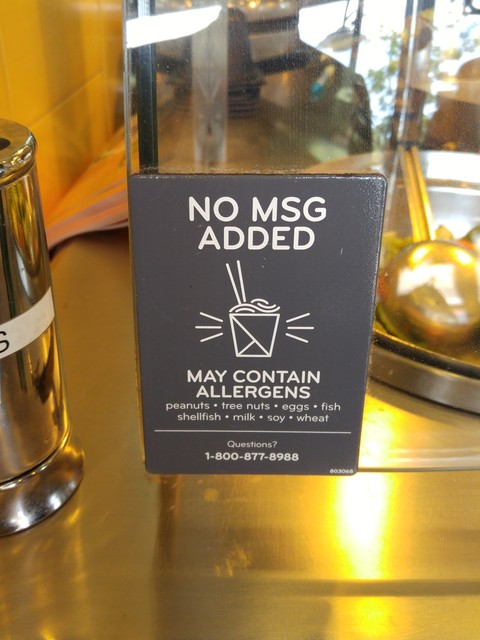 NO MSG
ADDED
MAY CONTAIN
ALLERGENS
peanuts • tree nuts • eggs • fish
shellfish • milk • soy • wheat
Questions?
1-800-877-8988
803066
S